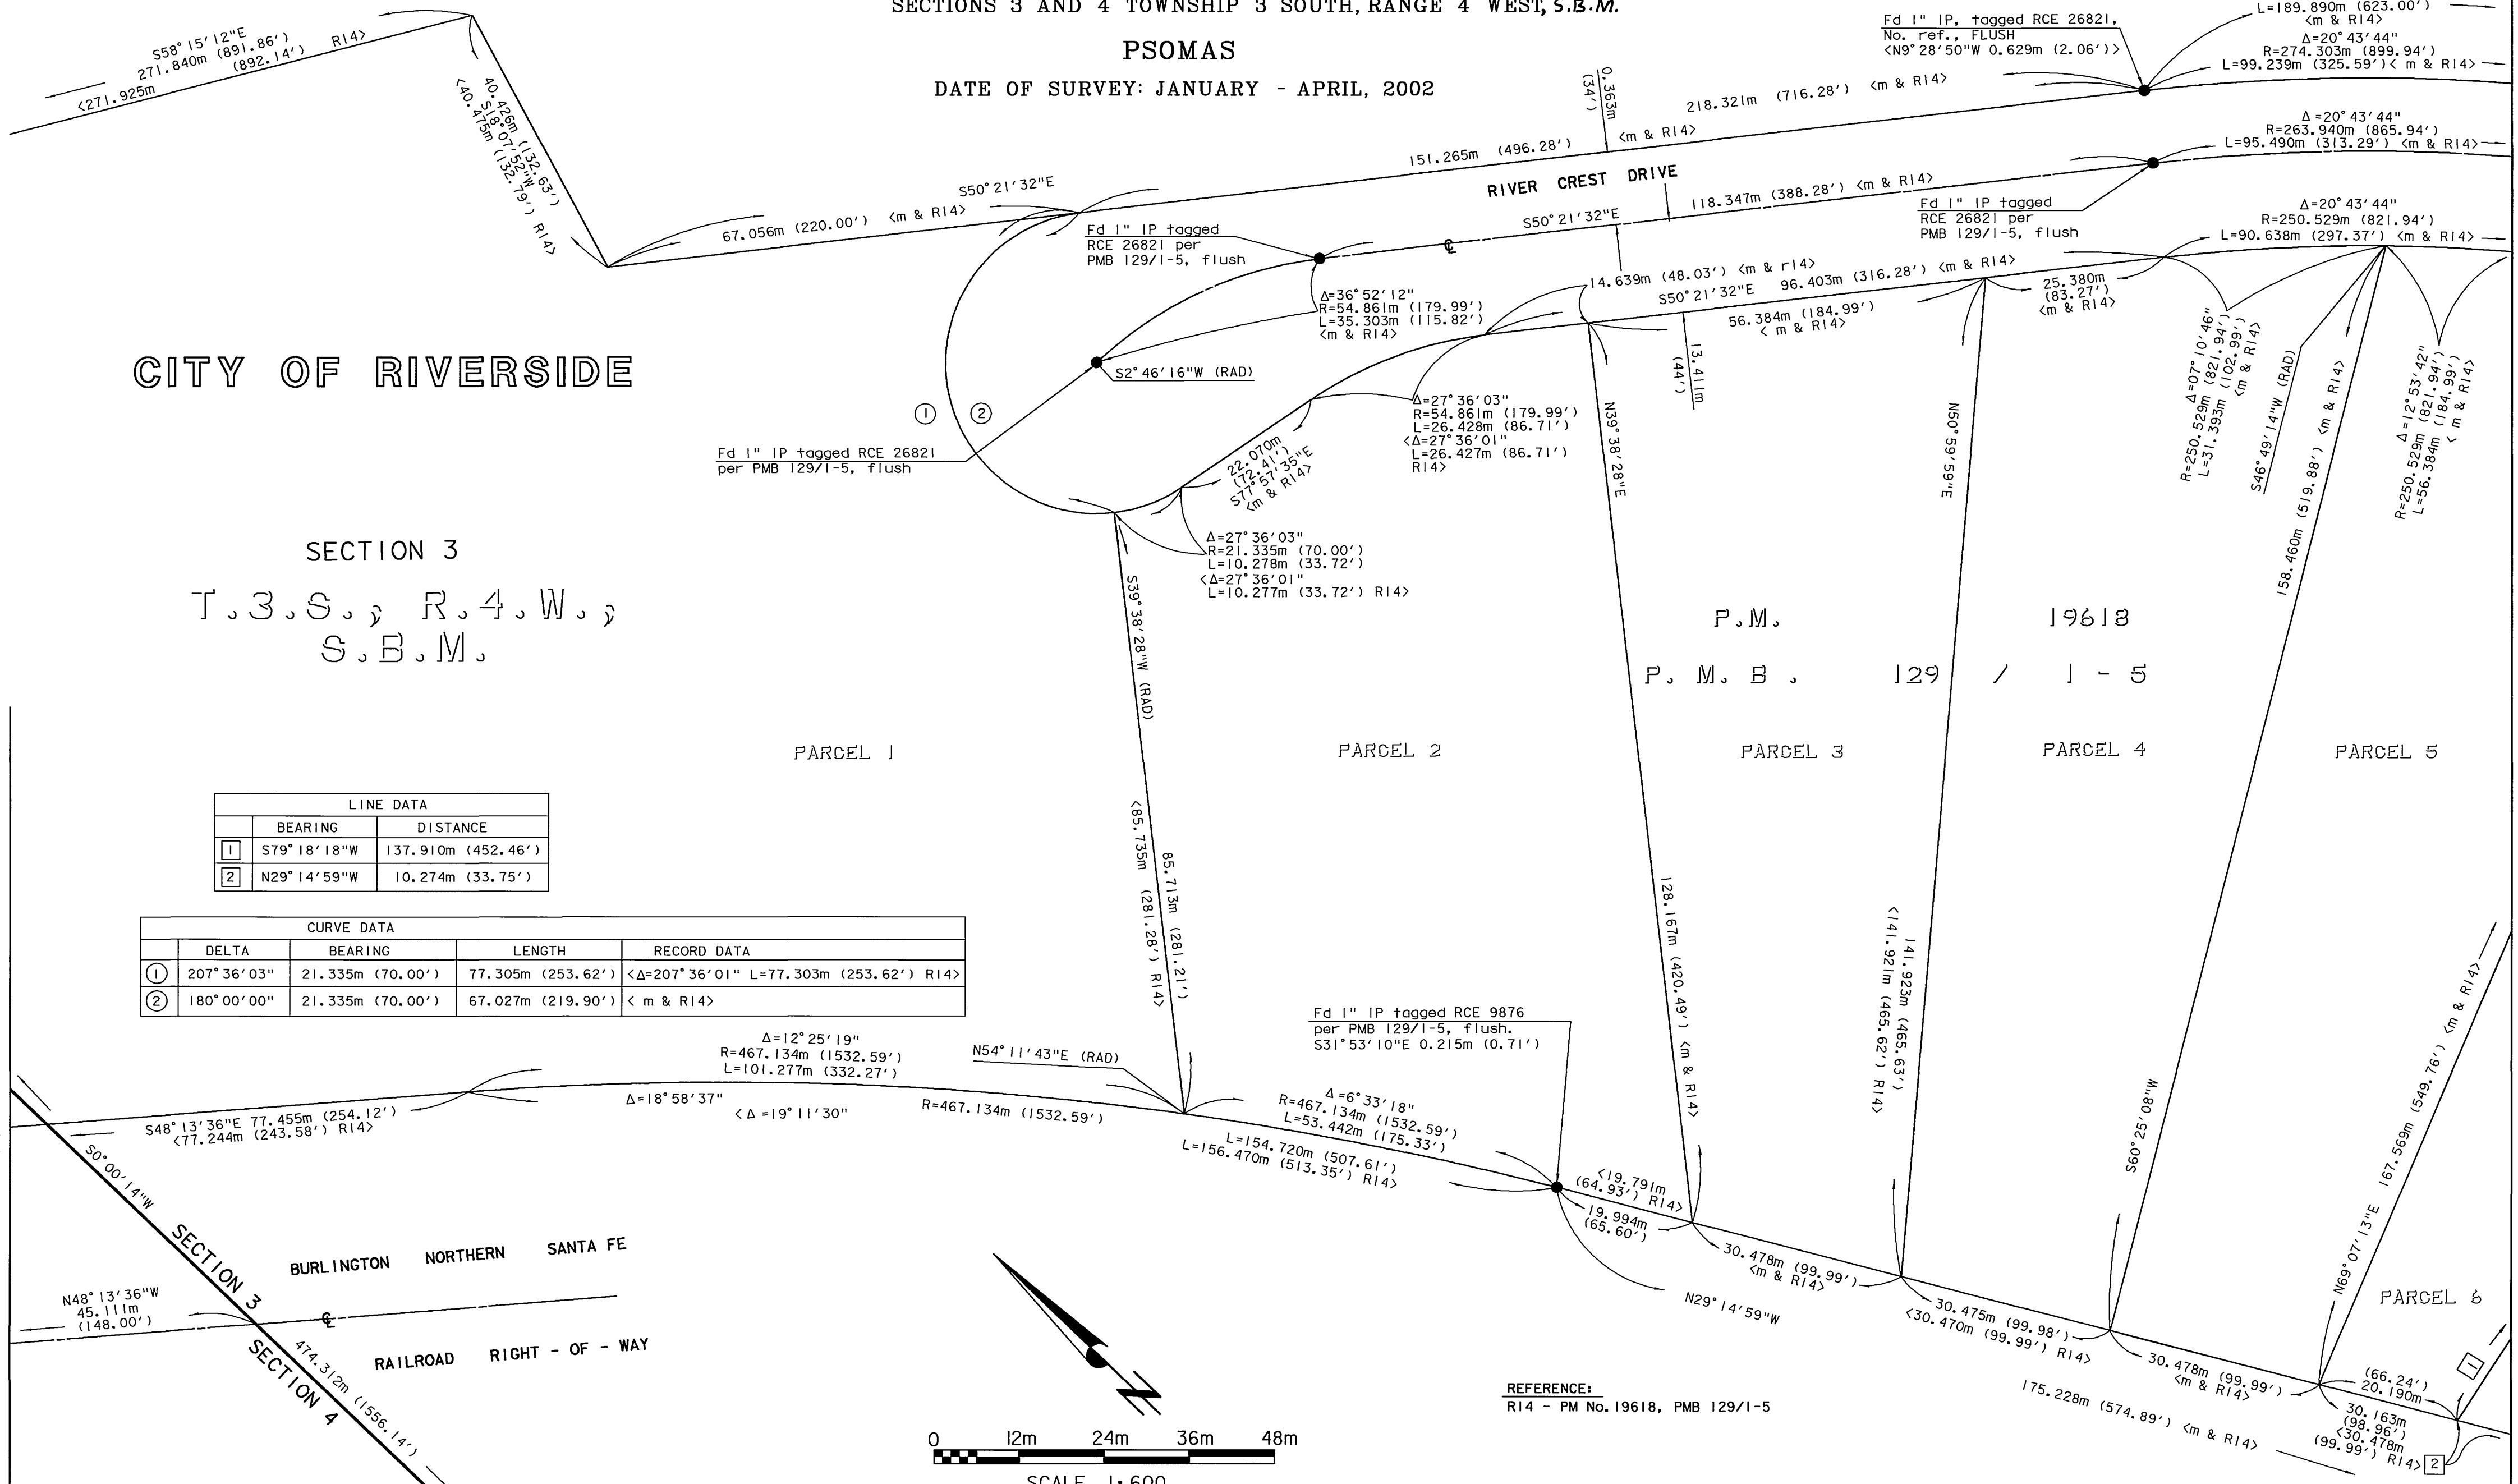 SECTIONS 3 AND 4 TOWNSHIP 3 SOUTH, RANGE 4 WEST, S.B.M.
PSOMAS
DATE OF SURVEY: JANUARY - APRIL, 2002
S58°15'12"E
271.840m (891.86')
<271.925m (892.14') R14>
40.426m (132.63')
S18°07'52"W
<40.475m (132.79') R14>
67.056m (220.00') <m & R14>
S50°21'32"E
151.265m (496.28') <m & R14>
0.363m
(34')
218.321m (716.28') <m & R14>
Fd 1" IP, tagged RCE 26821,
No. ref., FLUSH
<N9°28'50"W 0.629m (2.06')>
L=189.890m (623.00')
<m & R14>
Δ=20°43'44"
R=274.303m (899.94')
L=99.239m (325.59')< m & R14>
Δ=20°43'44"
R=263.940m (865.94')
L=95.490m (313.29') <m & R14>
RIVER CREST DRIVE
S50°21'32"E
118.347m (388.28') <m & R14>
Fd 1" IP tagged
RCE 26821 per
PMB 129/1-5, flush
Δ=20°43'44"
R=250.529m (821.94')
L=90.638m (297.37') <m & R14>
Fd 1" IP tagged
RCE 26821 per
PMB 129/1-5, flush
Δ=36°52'12"
R=54.861m (179.99')
L=35.303m (115.82')
<m & R14>
14.639m (48.03') <m & r14>
S50°21'32"E 96.403m (316.28') <m & R14>
56.384m (184.99')
< m & R14>
25.380m
(83.27')
<m & R14>
13.411m
(44')
Δ=07°10'46"
R=250.529m (821.94')
L=31.393m (102.99')
<m & R14>
S46°49'14"W (RAD)
Δ=12°53'42"
R=250.529m (821.94')
L=56.384m (184.99')
< m & R14>
CITY OF RIVERSIDE
S2°46'16"W (RAD)
1
2
Fd 1" IP tagged RCE 26821
per PMB 129/1-5, flush
Δ=27°36'03"
R=54.861m (179.99')
L=26.428m (86.71')
<Δ=27°36'01"
L=26.427m (86.71')
R14>
22.070m
(72.41')
S77°57'35"E
<m & R14>
Δ=27°36'03"
R=21.335m (70.00')
L=10.278m (33.72')
<Δ=27°36'01"
L=10.277m (33.72') R14>
N39°38'28"E
N50°59'59"E
158.460m (519.88') <m & R14>
SECTION 3
T.3.S., R.4.W.,
S.B.M.
S39°38'28"W (RAD)
P.M. 19618
P. M. B. 129 / 1 - 5
PARCEL 1
PARCEL 2
PARCEL 3
PARCEL 4
PARCEL 5
LINE DATA
BEARING DISTANCE
1 S79°18'18"W 137.910m (452.46')
2 N29°14'59"W 10.274m (33.75')
CURVE DATA
DELTA BEARING LENGTH RECORD DATA
1 207°36'03" 21.335m (70.00') 77.305m (253.62') <Δ=207°36'01" L=77.303m (253.62') R14>
2 180°00'00" 21.335m (70.00') 67.027m (219.90') < m & R14>
85.713m (281.21')
<85.735m (281.28') R14>
128.167m (420.49') <m & R14>
141.923m (465.63')
<141.921m (465.62') R14>
S60°25'08"W
N69°07'13"E 167.569m (549.76') <m & R14>
Fd 1" IP tagged RCE 9876
per PMB 129/1-5, flush.
S31°53'10"E 0.215m (0.71')
Δ=12°25'19"
R=467.134m (1532.59')
L=101.277m (332.27')
N54°11'43"E (RAD)
S48°13'36"E 77.455m (254.12')
<77.244m (243.58') R14>
Δ=18°58'37"
<Δ =19°11'30"
R=467.134m (1532.59')
L=154.720m (507.61')
L=156.470m (513.35') R14>
Δ=6°33'18"
R=467.134m (1532.59')
L=53.442m (175.33')
<19.791m
(64.93') R14>
19.994m
(65.60')
30.478m (99.99')
<m & R14>
N29°14'59"W
30.475m (99.98')
<30.470m (99.99') R14>
30.478m (99.99')
<m & R14>
175.228m (574.89') <m & R14>
(66.24')
20.190m
30.163m
(98.96')
<30.478m
(99.99') R14>
2
1
PARCEL 6
S0°00'14"W
SECTION 3
SECTION 4
474.312m (1556.14')
BURLINGTON NORTHERN SANTA FE
RAILROAD RIGHT - OF - WAY
N48°13'36"W
45.111m
(148.00')
N
REFERENCE:
R14 - PM No.19618, PMB 129/1-5
0 12m 24m 36m 48m
SCALE 1:600